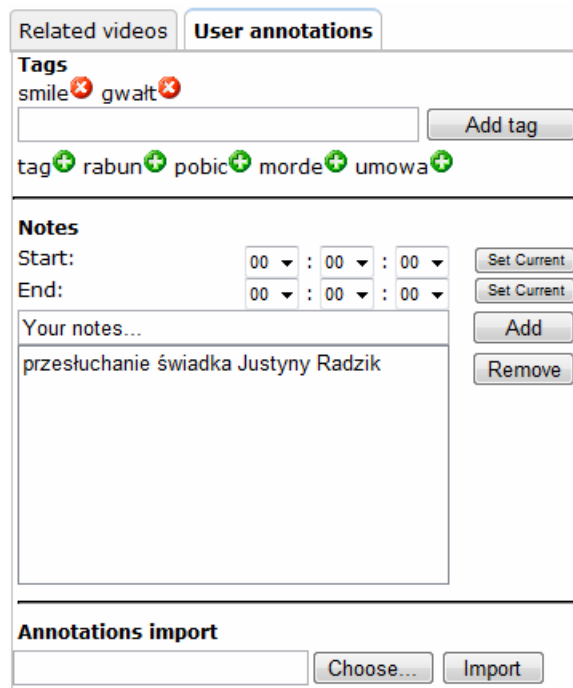 Related videos User annotations
Tags
smile gwałt
Add tag
tag rabun pobic morde umowa
Notes
Start: 00 : 00 : 00 Set Current
End: 00 : 00 : 00 Set Current
Your notes... Add
przesłuchanie świadka Justyny Radzik Remove
Annotations import
Choose... Import